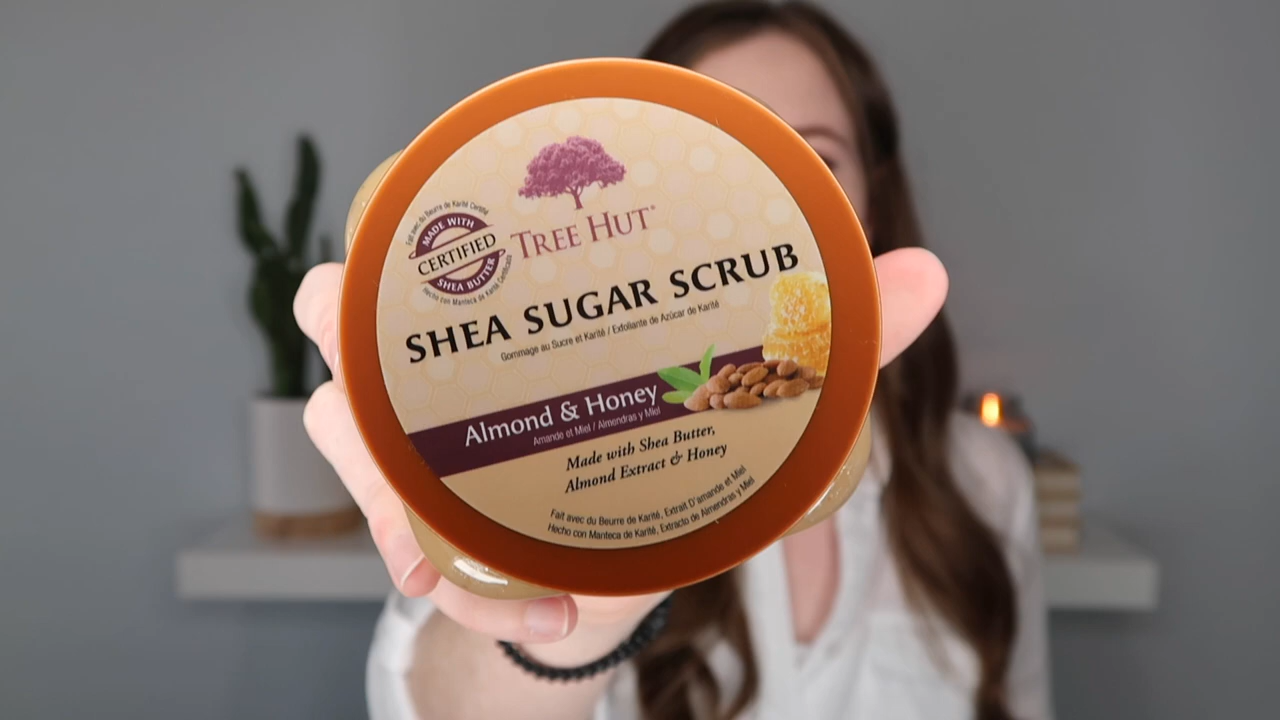 TREE HUT®
Fait avec du Beurre de Karité Certifié
MADE WITH
CERTIFIED
SHEA BUTTER
Hecho con Manteca de Karité Certificada
SHEA SUGAR SCRUB
Gommage au Sucre et Karité / Exfoliante de Azúcar de Karité
Almond & Honey
Amande et Miel / Almendras y Miel
Made with Shea Butter,
Almond Extract & Honey
Fait avec du Beurre de Karité, Extrait D'amande et Miel
Hecho con Manteca de Karité, Extracto de Almendras y Miel